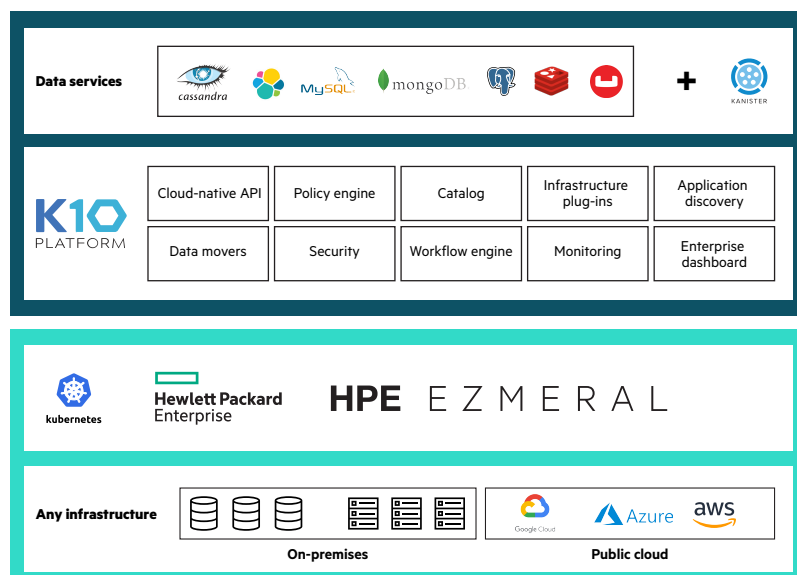 Data services
cassandra
MySQL
mongoDB
+
KANISTER
K10
PLATFORM
Cloud-native API
Policy engine
Catalog
Infrastructure
plug-ins
Application
discovery
Data movers
Security
Workflow engine
Monitoring
Enterprise
dashboard
kubernetes
Hewlett Packard
Enterprise
HPE EZMERAL
Any infrastructure
Google Cloud
Azure
aws
On-premises
Public cloud